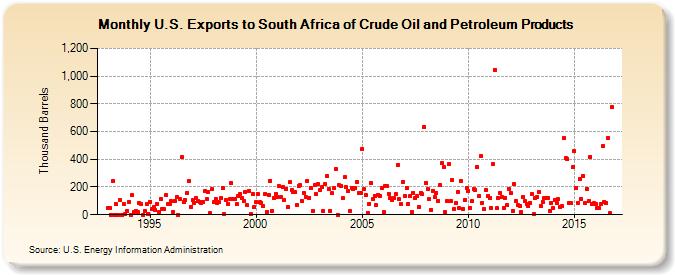 Monthly U.S. Exports to South Africa of Crude Oil and Petroleum Products
Thousand Barrels
1,200
1,000
800
600
400
200
0
1995 2000 2005 2010 2015
Source: U.S. Energy Information Administration